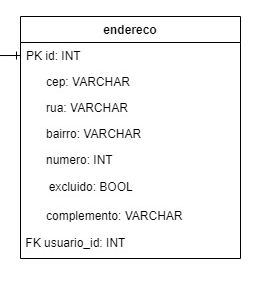 endereco
PK id: INT
cep: VARCHAR
rua: VARCHAR
bairro: VARCHAR
numero: INT
excluido: BOOL
complemento: VARCHAR
FK usuario_id: INT